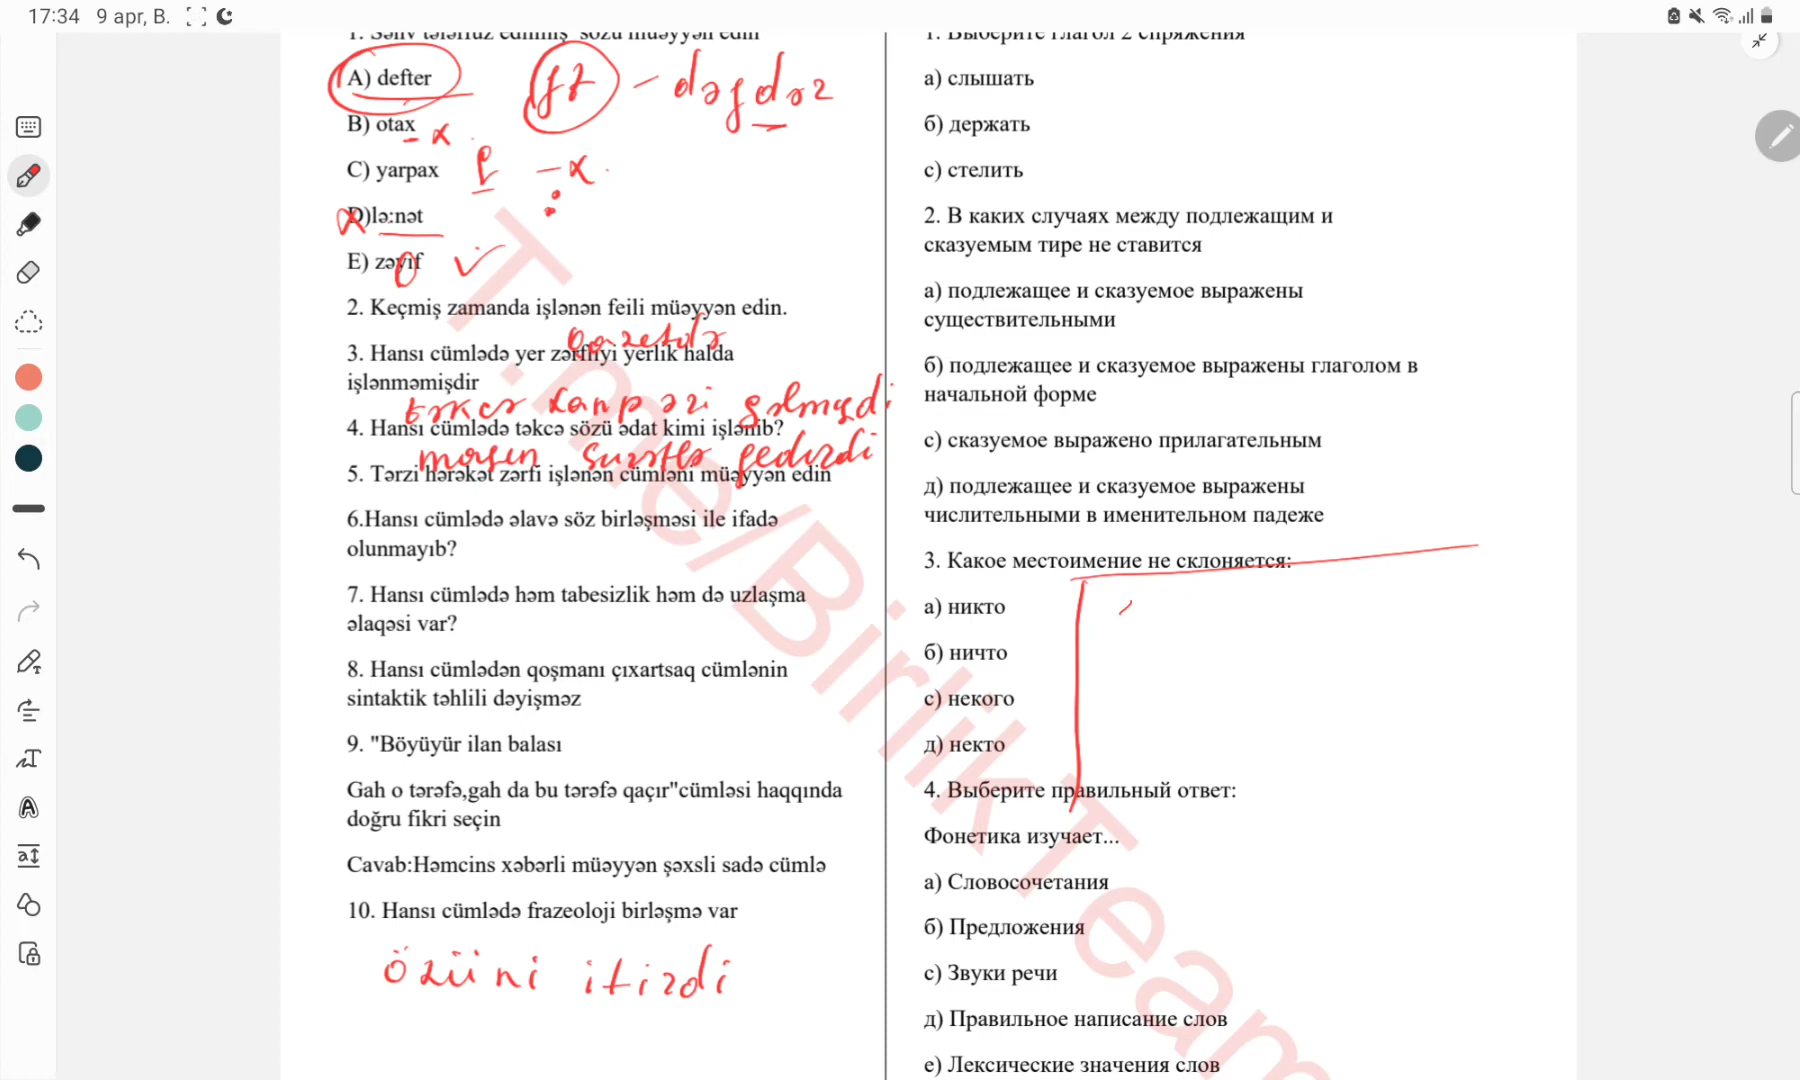 17:34 9 apr, B.
1. Səhv tələffüz edilmiş sözü müəyyən edin
A) defter
ft - dəfdər
B) otax
- x
C) yarpax
p - x
D)lə:nət
:
E) zəyıf
2. Keçmiş zamanda işlənən feili müəyyən edin.
3. Hansı cümlədə yer zərfliyi yerlik halda
işlənməmişdir
4. Hansı cümlədə təkcə sözü ədat kimi işlənib?
5. Tərzi hərəkət zərfi işlənən cümləni müəyyən edin
6.Hansı cümlədə əlavə söz birləşməsi ile ifadə
olunmayıb?
7. Hansı cümlədə həm tabesizlik həm də uzlaşma
əlaqəsi var?
8. Hansı cümlədən qoşmanı çıxartsaq cümlənin
sintaktik təhlili dəyişməz
9. "Böyüyür ilan balası
Gah o tərəfə,gah da bu tərəfə qaçır"cümləsi haqqında
doğru fikri seçin
Cavab:Həmcins xəbərli müəyyən şəxsli sadə cümlə
10. Hansı cümlədə frazeoloji birləşmə var
özünü itirdi
1. Выберите глагол 2 спряжения
а) слышать
б) держать
с) стелить
2. В каких случаях между подлежащим и
сказуемым тире не ставится
а) подлежащее и сказуемое выражены
существительными
б) подлежащее и сказуемое выражены глаголом в
начальной форме
с) сказуемое выражено прилагательным
д) подлежащее и сказуемое выражены
числительными в именительном падеже
3. Какое местоимение не склоняется:
а) никто
б) ничто
с) некого
д) некто
4. Выберите правильный ответ:
Фонетика изучает...
а) Словосочетания
б) Предложения
с) Звуки речи
д) Правильное написание слов
е) Лексические значения слов
T.me/BirlikTeam